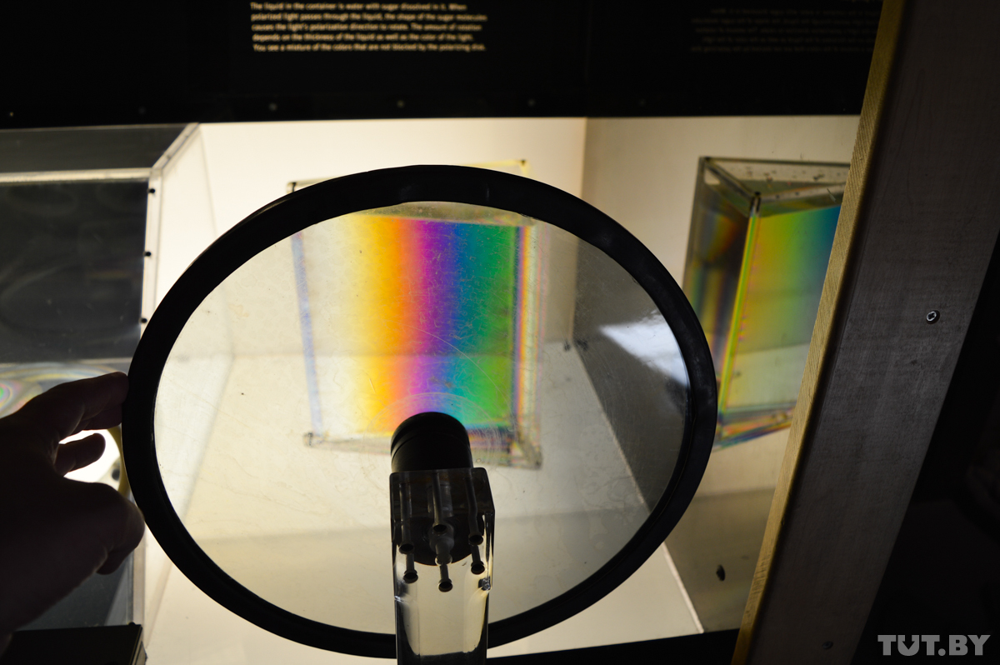 The liquid in the container is water with sugar dissolved in it. When
polarized light passes through the liquid, the shape of the sugar molecules
causes the light's polarization direction to rotate. The amount of rotation
depends on the thickness of the liquid as well as the color of the light.
You see a mixture of the colors that are not blocked by the polarizing disk.
TUT.BY